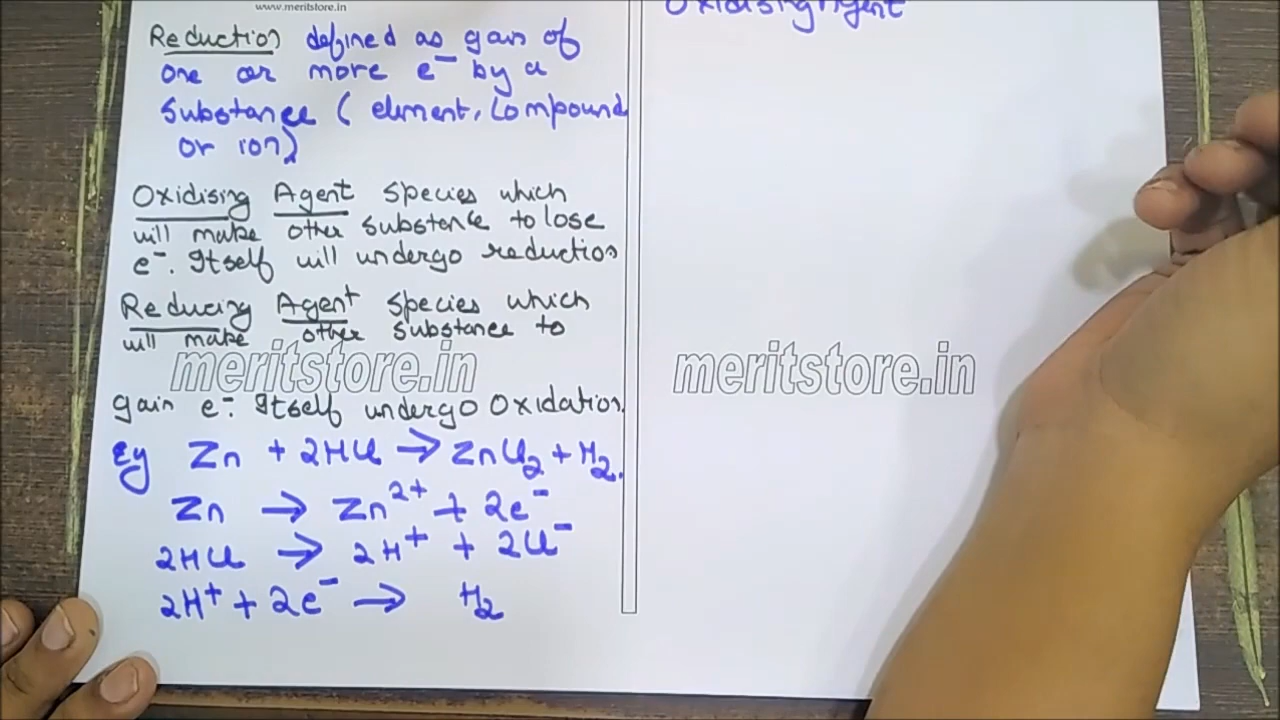 www.meritstore.in
Reduction defined as gain of
one or more e⁻ by a
substance ( element, compound
or ion)
Oxidising Agent species which
will make other substance to lose
e⁻. Itself will undergo reduction
Reducing Agent species which
will make other substance to
meritstore.in
gain e⁻. Itself undergo Oxidation.
Eg Zn + 2HCl → ZnCl₂ + H₂.
Zn → Zn²⁺ + 2e⁻
2HCl → 2H⁺ + 2Cl⁻
2H⁺ + 2e⁻ → H₂
Oxidising Agent
meritstore.in